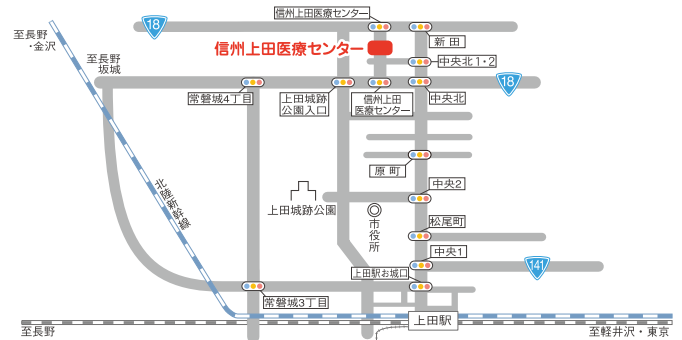 信州上田医療センター
18
至長野
・金沢
新田
信州上田医療センター
至長野
坂城
中央北1・2
18
常磐城4丁目
上田城跡
公園入口
信州上田
医療センター
中央北
原町
北陸新幹線
中央2
上田城跡公園
市役所
松尾町
中央1
141
上田駅お城口
常磐城3丁目
上田駅
至長野
至軽井沢・東京